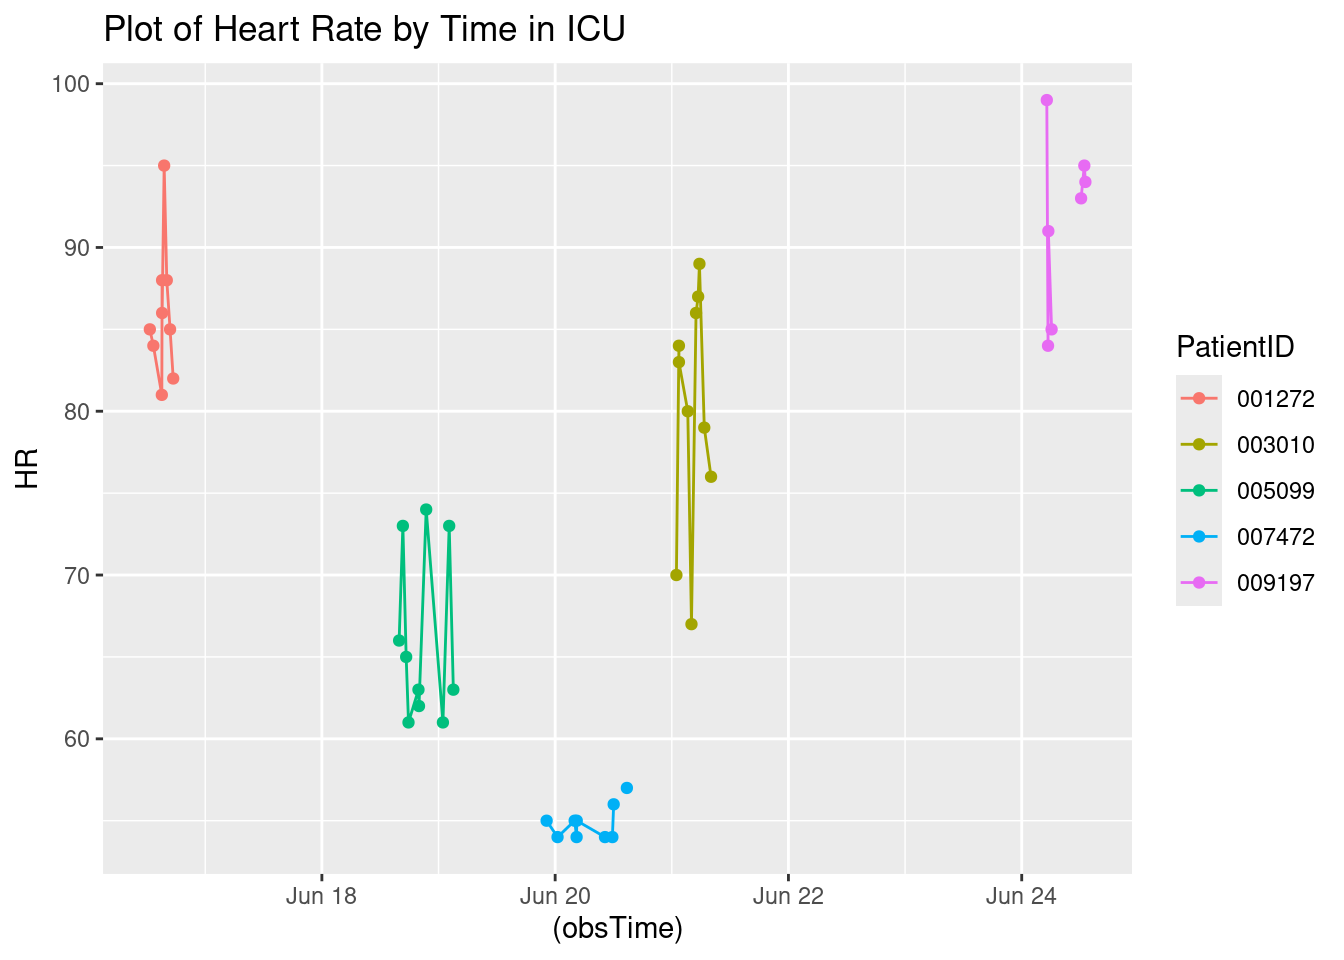 Plot of Heart Rate by Time in ICU
100
90
80
70
60
HR
Jun 18
Jun 20
Jun 22
Jun 24
(obsTime)
PatientID
001272
003010
005099
007472
009197